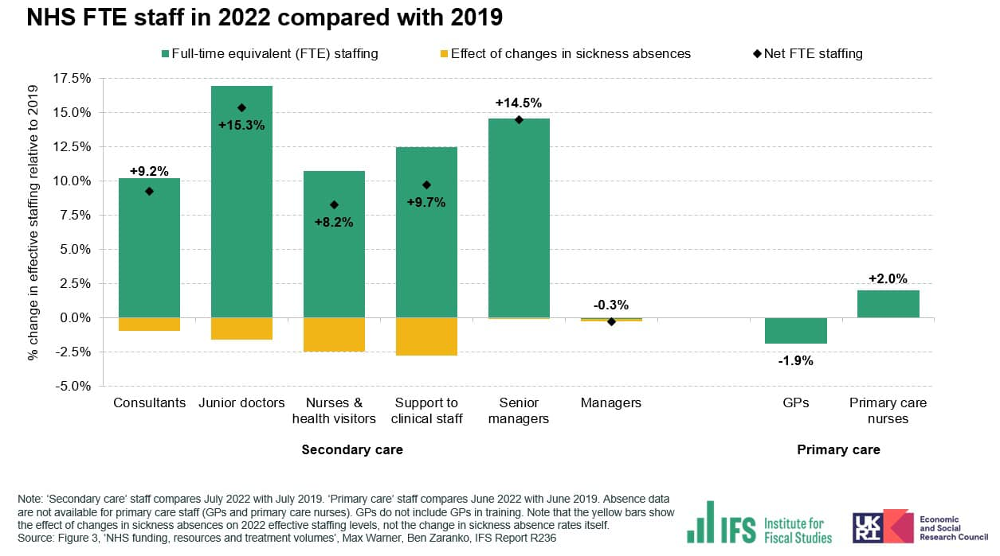 NHS FTE staff in 2022 compared with 2019
Full-time equivalent (FTE) staffing
Effect of changes in sickness absences
Net FTE staffing
% change in effective staffing relative to 2019
17.5%
15.0%
12.5%
10.0%
7.5%
5.0%
2.5%
0.0%
-2.5%
-5.0%
+9.2%
+15.3%
+8.2%
+9.7%
+14.5%
-0.3%
-1.9%
+2.0%
Consultants
Junior doctors
Nurses &
health visitors
Support to
clinical staff
Senior
managers
Managers
GPs
Primary care
nurses
Secondary care
Primary care
Note: ‘Secondary care’ staff compares July 2022 with July 2019. ‘Primary care’ staff compares June 2022 with June 2019. Absence data
are not available for primary care staff (GPs and primary care nurses). GPs do not include GPs in training. Note that the yellow bars show
the effect of changes in sickness absences on 2022 effective staffing levels, not the change in sickness absence rates itself.
Source: Figure 3, ‘NHS funding, resources and treatment volumes’, Max Warner, Ben Zaranko, IFS Report R236
IFS
Institute for
Fiscal Studies
UK
RI
Economic
and Social
Research Council